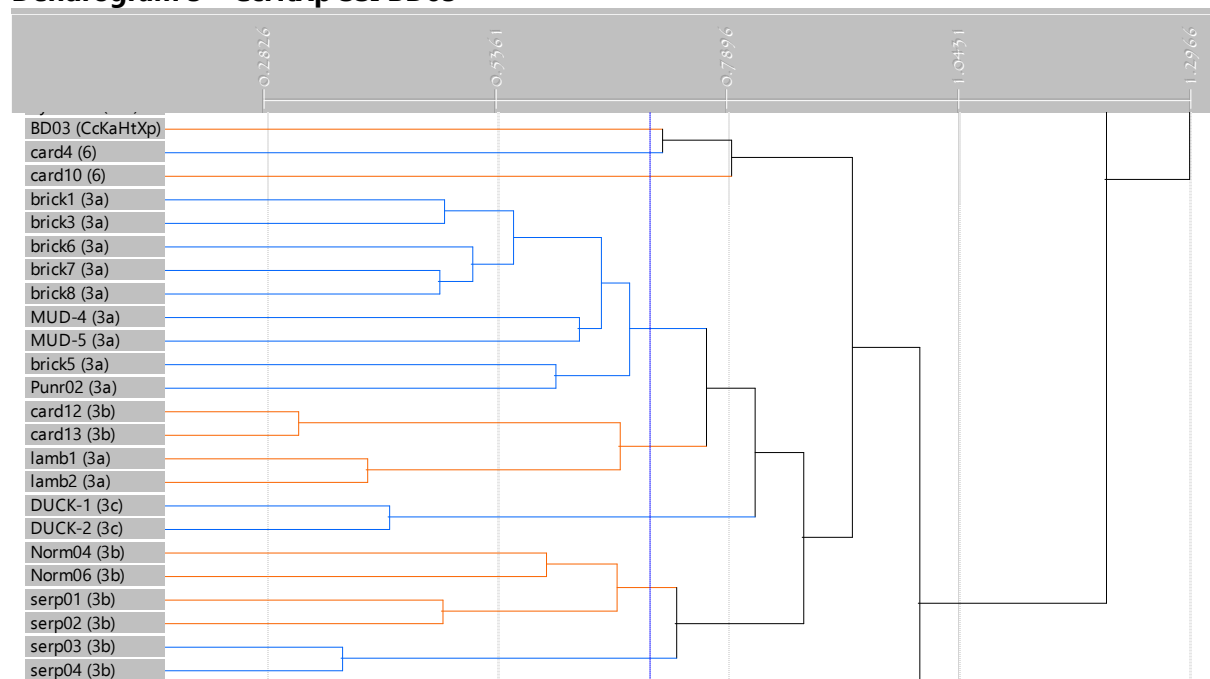 0.2826
0.5361
0.7896
1.0431
1.2966
BD03 (CcKaHtXp)
card4 (6)
card10 (6)
brick1 (3a)
brick3 (3a)
brick6 (3a)
brick7 (3a)
brick8 (3a)
MUD-4 (3a)
MUD-5 (3a)
brick5 (3a)
Punr02 (3a)
card12 (3b)
card13 (3b)
lamb1 (3a)
lamb2 (3a)
DUCK-1 (3c)
DUCK-2 (3c)
Norm04 (3b)
Norm06 (3b)
serp01 (3b)
serp02 (3b)
serp03 (3b)
serp04 (3b)